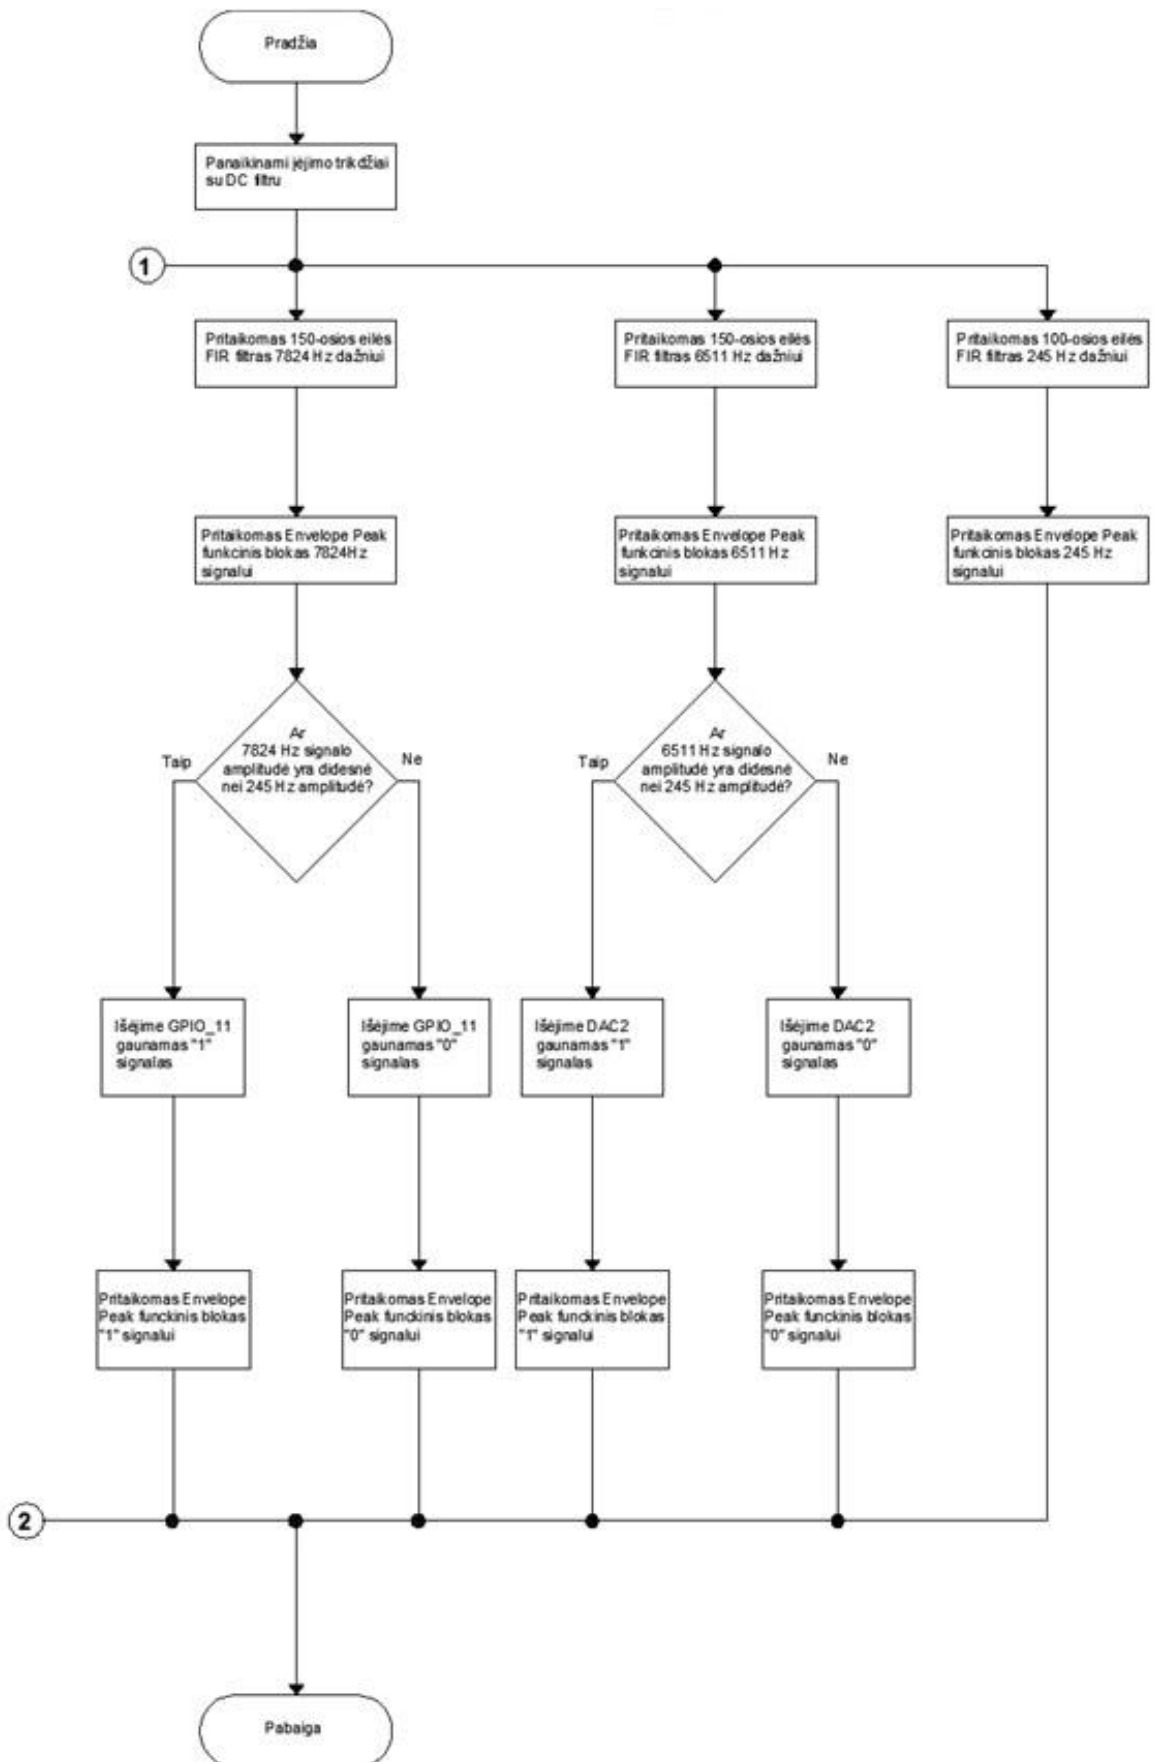 Pradžia
Panaikinami įėjimo trikdžiai
su DC filtru
1
Pritaikomas 150-osios eilės
FIR filtras 7824 Hz dažniui
Pritaikomas 150-osios eilės
FIR filtras 6511 Hz dažniui
Pritaikomas 100-osios eilės
FIR filtras 245 Hz dažniui
Pritaikomas Envelope Peak
funkcinis blokas 7824Hz
signalui
Pritaikomas Envelope Peak
funkcinis blokas 6511 Hz
signalui
Pritaikomas Envelope Peak
funkcinis blokas 245 Hz
signalui
Taip
Ar
7824 Hz signalo
amplitudė yra didesnė
nei 245 Hz amplitudė?
Ne
Taip
Ar
6511 Hz signalo
amplitudė yra didesnė
nei 245 Hz amplitudė?
Ne
Išėjime GPIO_11
gaunamas "1"
signalas
Išėjime GPIO_11
gaunamas "0"
signalas
Išėjime DAC2
gaunamas "1"
signalas
Išėjime DAC2
gaunamas "0"
signalas
Pritaikomas Envelope
Peak funckinis blokas
"1" signalui
Pritaikomas Envelope
Peak funckinis blokas
"0" signalui
Pritaikomas Envelope
Peak funckinis blokas
"1" signalui
Pritaikomas Envelope
Peak funckinis blokas
"0" signalui
2
Pabaiga